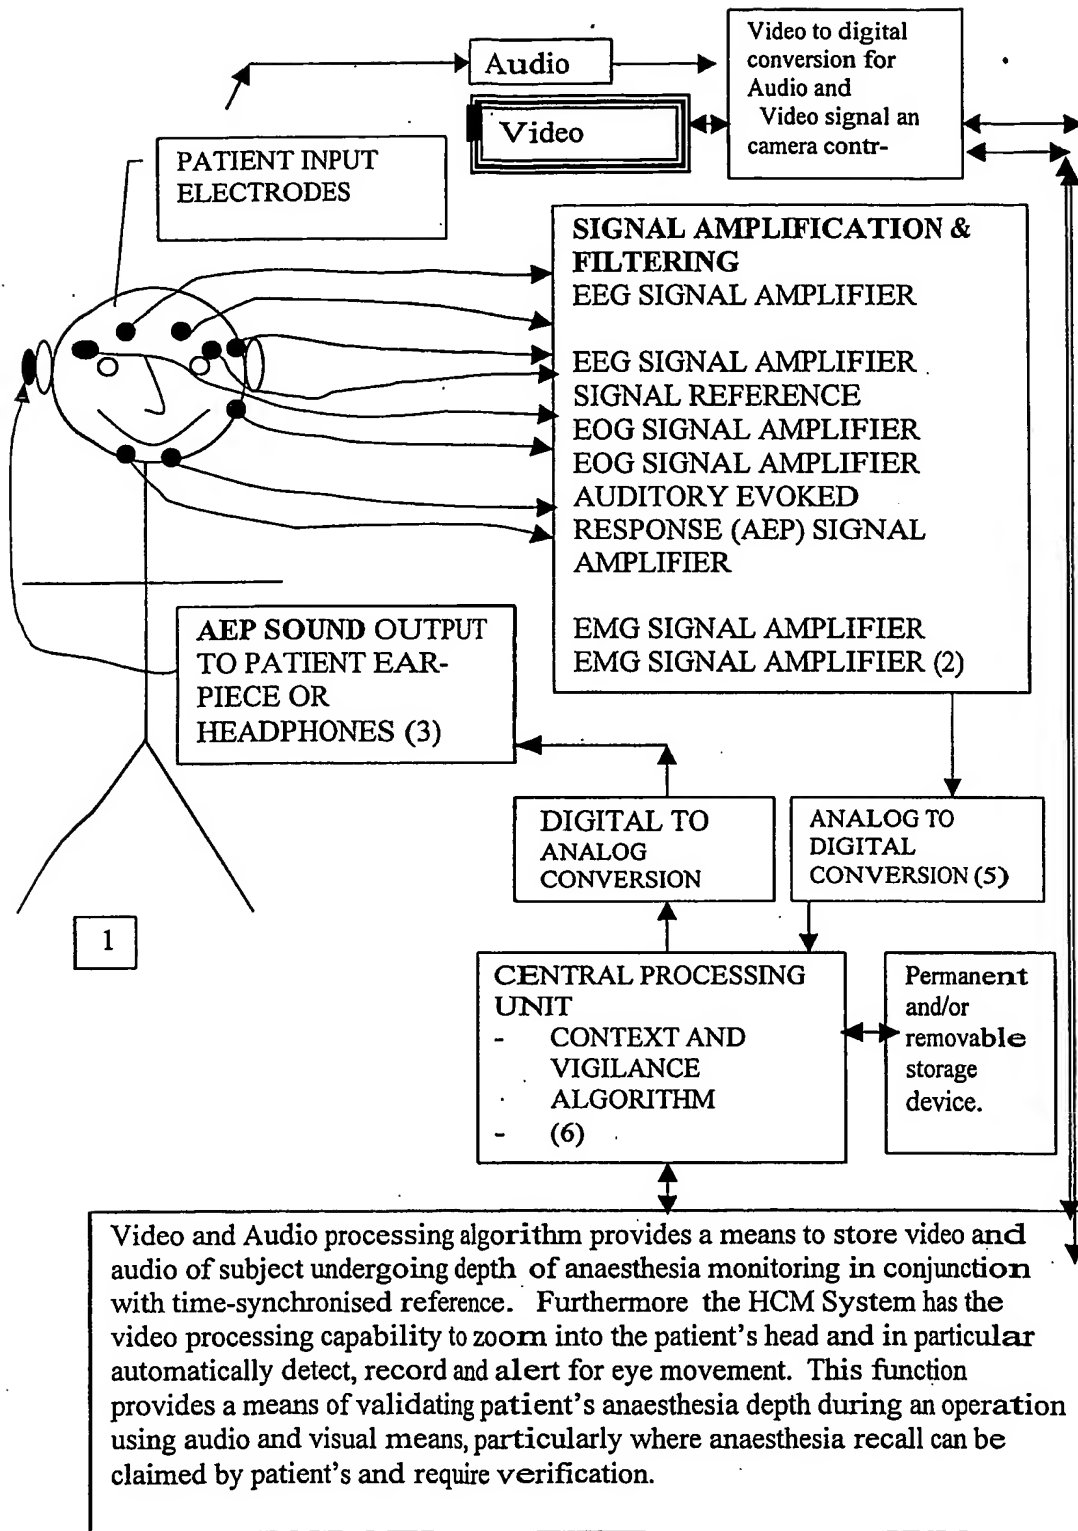 Audio
Video
Video to digital
conversion for
Audio and
Video signal an
camera contr-
PATIENT INPUT
ELECTRODES
SIGNAL AMPLIFICATION &
FILTERING
EEG SIGNAL AMPLIFIER
EEG SIGNAL AMPLIFIER
SIGNAL REFERENCE
EOG SIGNAL AMPLIFIER
EOG SIGNAL AMPLIFIER
AUDITORY EVOKED
RESPONSE (AEP) SIGNAL
AMPLIFIER
EMG SIGNAL AMPLIFIER
EMG SIGNAL AMPLIFIER (2)
AEP SOUND OUTPUT
TO PATIENT EAR-
PIECE OR
HEADPHONES (3)
DIGITAL TO
ANALOG
CONVERSION
ANALOG TO
DIGITAL
CONVERSION (5)
1
CENTRAL PROCESSING
UNIT
- CONTEXT AND
VIGILANCE
ALGORITHM
- (6)
Permanent
and/or
removable
storage
device.
Video and Audio processing algorithm provides a means to store video and
audio of subject undergoing depth of anaesthesia monitoring in conjunction
with time-synchronised reference. Furthermore the HCM System has the
video processing capability to zoom into the patient's head and in particular
automatically detect, record and alert for eye movement. This function
provides a means of validating patient's anaesthesia depth during an operation
using audio and visual means, particularly where anaesthesia recall can be
claimed by patient's and require verification.